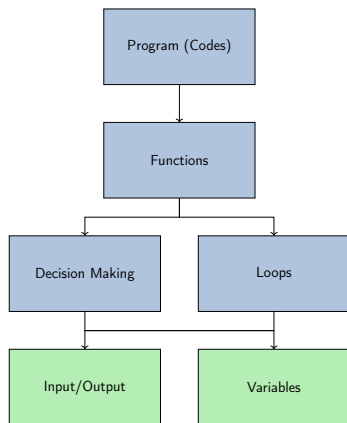 Program (Codes)
Functions
Decision Making
Loops
Input/Output
Variables